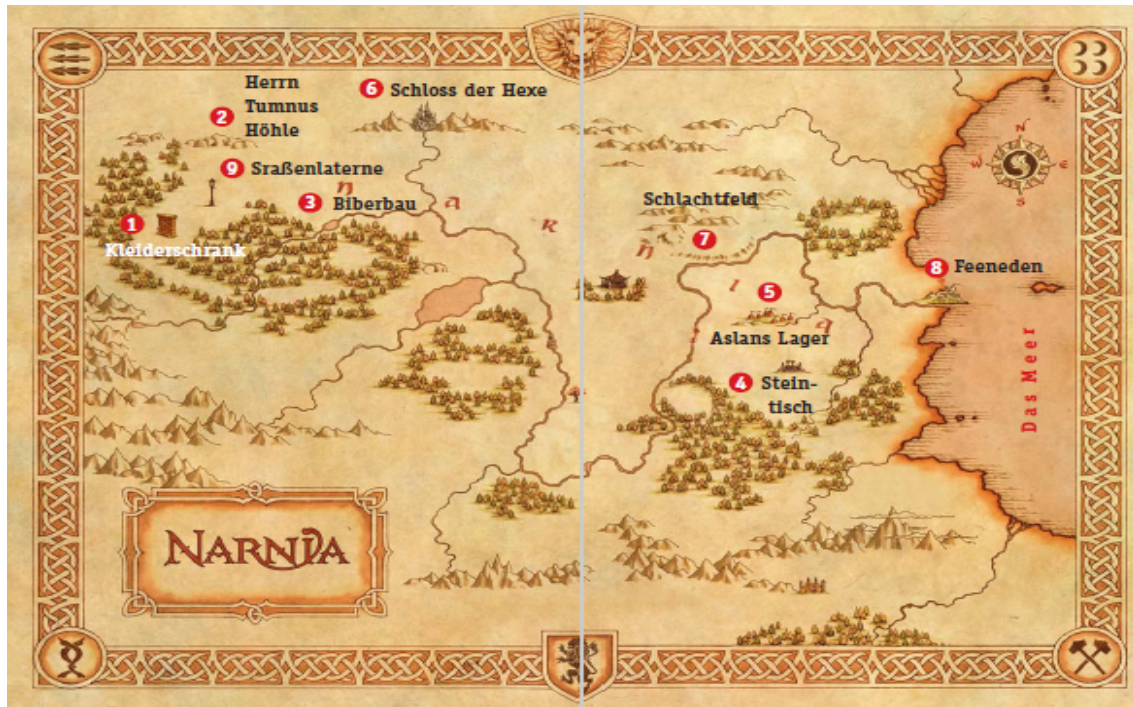 Herrn
Tumnus
Höhle
2
6 Schloss der Hexe
9 Sraßenlaterne
3 Biberbau
1
Kleiderschrank
n a r n i a
N
W E
S
Schlachtfeld
7
8 Feeneden
5
Aslans Lager
4 Stein-
tisch
Das Meer
NARNIA